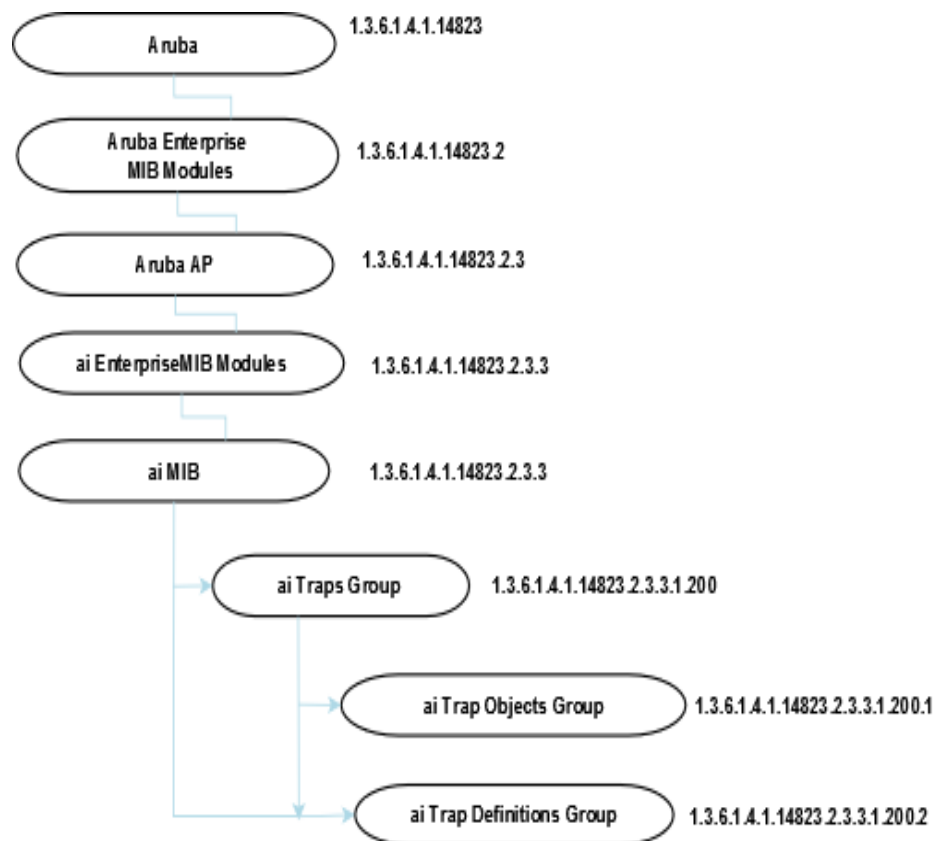 Aruba
1.3.6.1.4.1.14823
Aruba Enterprise
MIB Modules
1.3.6.1.4.1.14823.2
Aruba AP
1.3.6.1.4.1.14823.2.3
ai EnterpriseMIB Modules
1.3.6.1.4.1.14823.2.3.3
ai MIB
1.3.6.1.4.1.14823.2.3.3
ai Traps Group
1.3.6.1.4.1.14823.2.3.3.1.200
ai Trap Objects Group
1.3.6.1.4.1.14823.2.3.3.1.200.1
ai Trap Definitions Group
1.3.6.1.4.1.14823.2.3.3.1.200.2